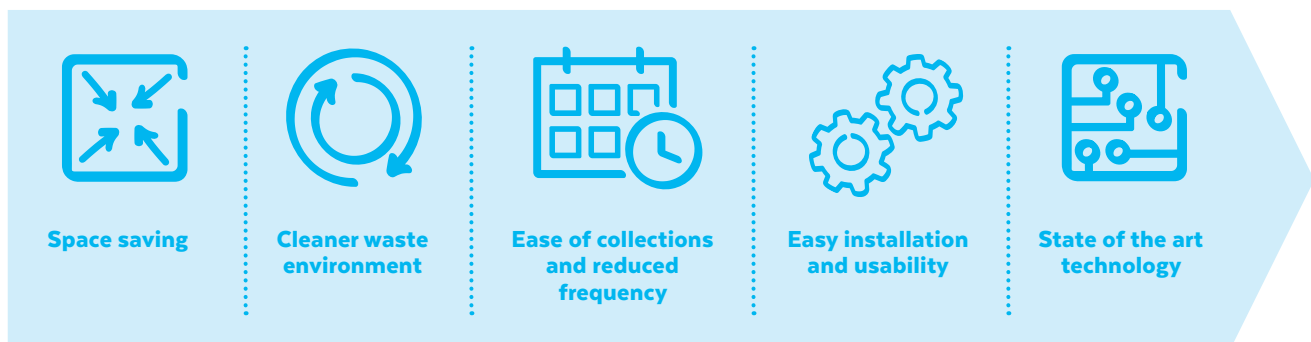 Space saving
Cleaner waste
environment
Ease of collections
and reduced
frequency
Easy installation
and usability
State of the art
technology